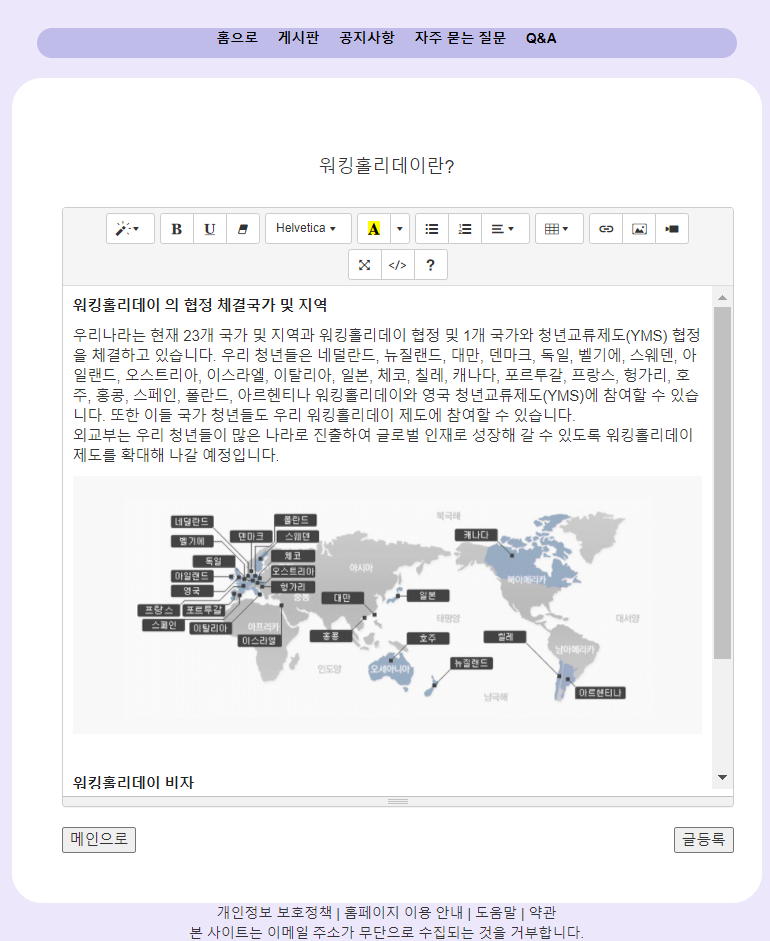 홈으로 게시판 공지사항 자주 묻는 질문 Q&A
워킹홀리데이란?
B U Helvetica A
</> ?
워킹홀리데이 의 협정 체결국가 및 지역
우리나라는 현재 23개 국가 및 지역과 워킹홀리데이 협정 및 1개 국가와 청년교류제도(YMS) 협정
을 체결하고 있습니다. 우리 청년들은 네덜란드, 뉴질랜드, 대만, 덴마크, 독일, 벨기에, 스웨덴, 아
일랜드, 오스트리아, 이스라엘, 이탈리아, 일본, 체코, 칠레, 캐나다, 포르투갈, 프랑스, 헝가리, 호
주, 홍콩, 스페인, 폴란드, 아르헨티나 워킹홀리데이와 영국 청년교류제도(YMS)에 참여할 수 있습
니다. 또한 이들 국가 청년들도 우리 워킹홀리데이 제도에 참여할 수 있습니다.
외교부는 우리 청년들이 많은 나라로 진출하여 글로벌 인재로 성장해 갈 수 있도록 워킹홀리데이
제도를 확대해 나갈 예정입니다.
북극해
네덜란드 폴란드
벨기에 덴마크 스웨덴 캐나다
독일 체코
아시아
아일랜드 오스트리아 북아메리카
영국 헝가리
중동 대만 일본
프랑스 포르투갈
태평양 대서양
스페인 이탈리아 아프리카
이스라엘 홍콩 호주 칠레
남아메리카
인도양 오세아니아 뉴질랜드
남극해 아르헨티나
워킹홀리데이 비자
메인으로 글등록
개인정보 보호정책 | 홈페이지 이용 안내 | 도움말 | 약관
본 사이트는 이메일 주소가 무단으로 수집되는 것을 거부합니다.